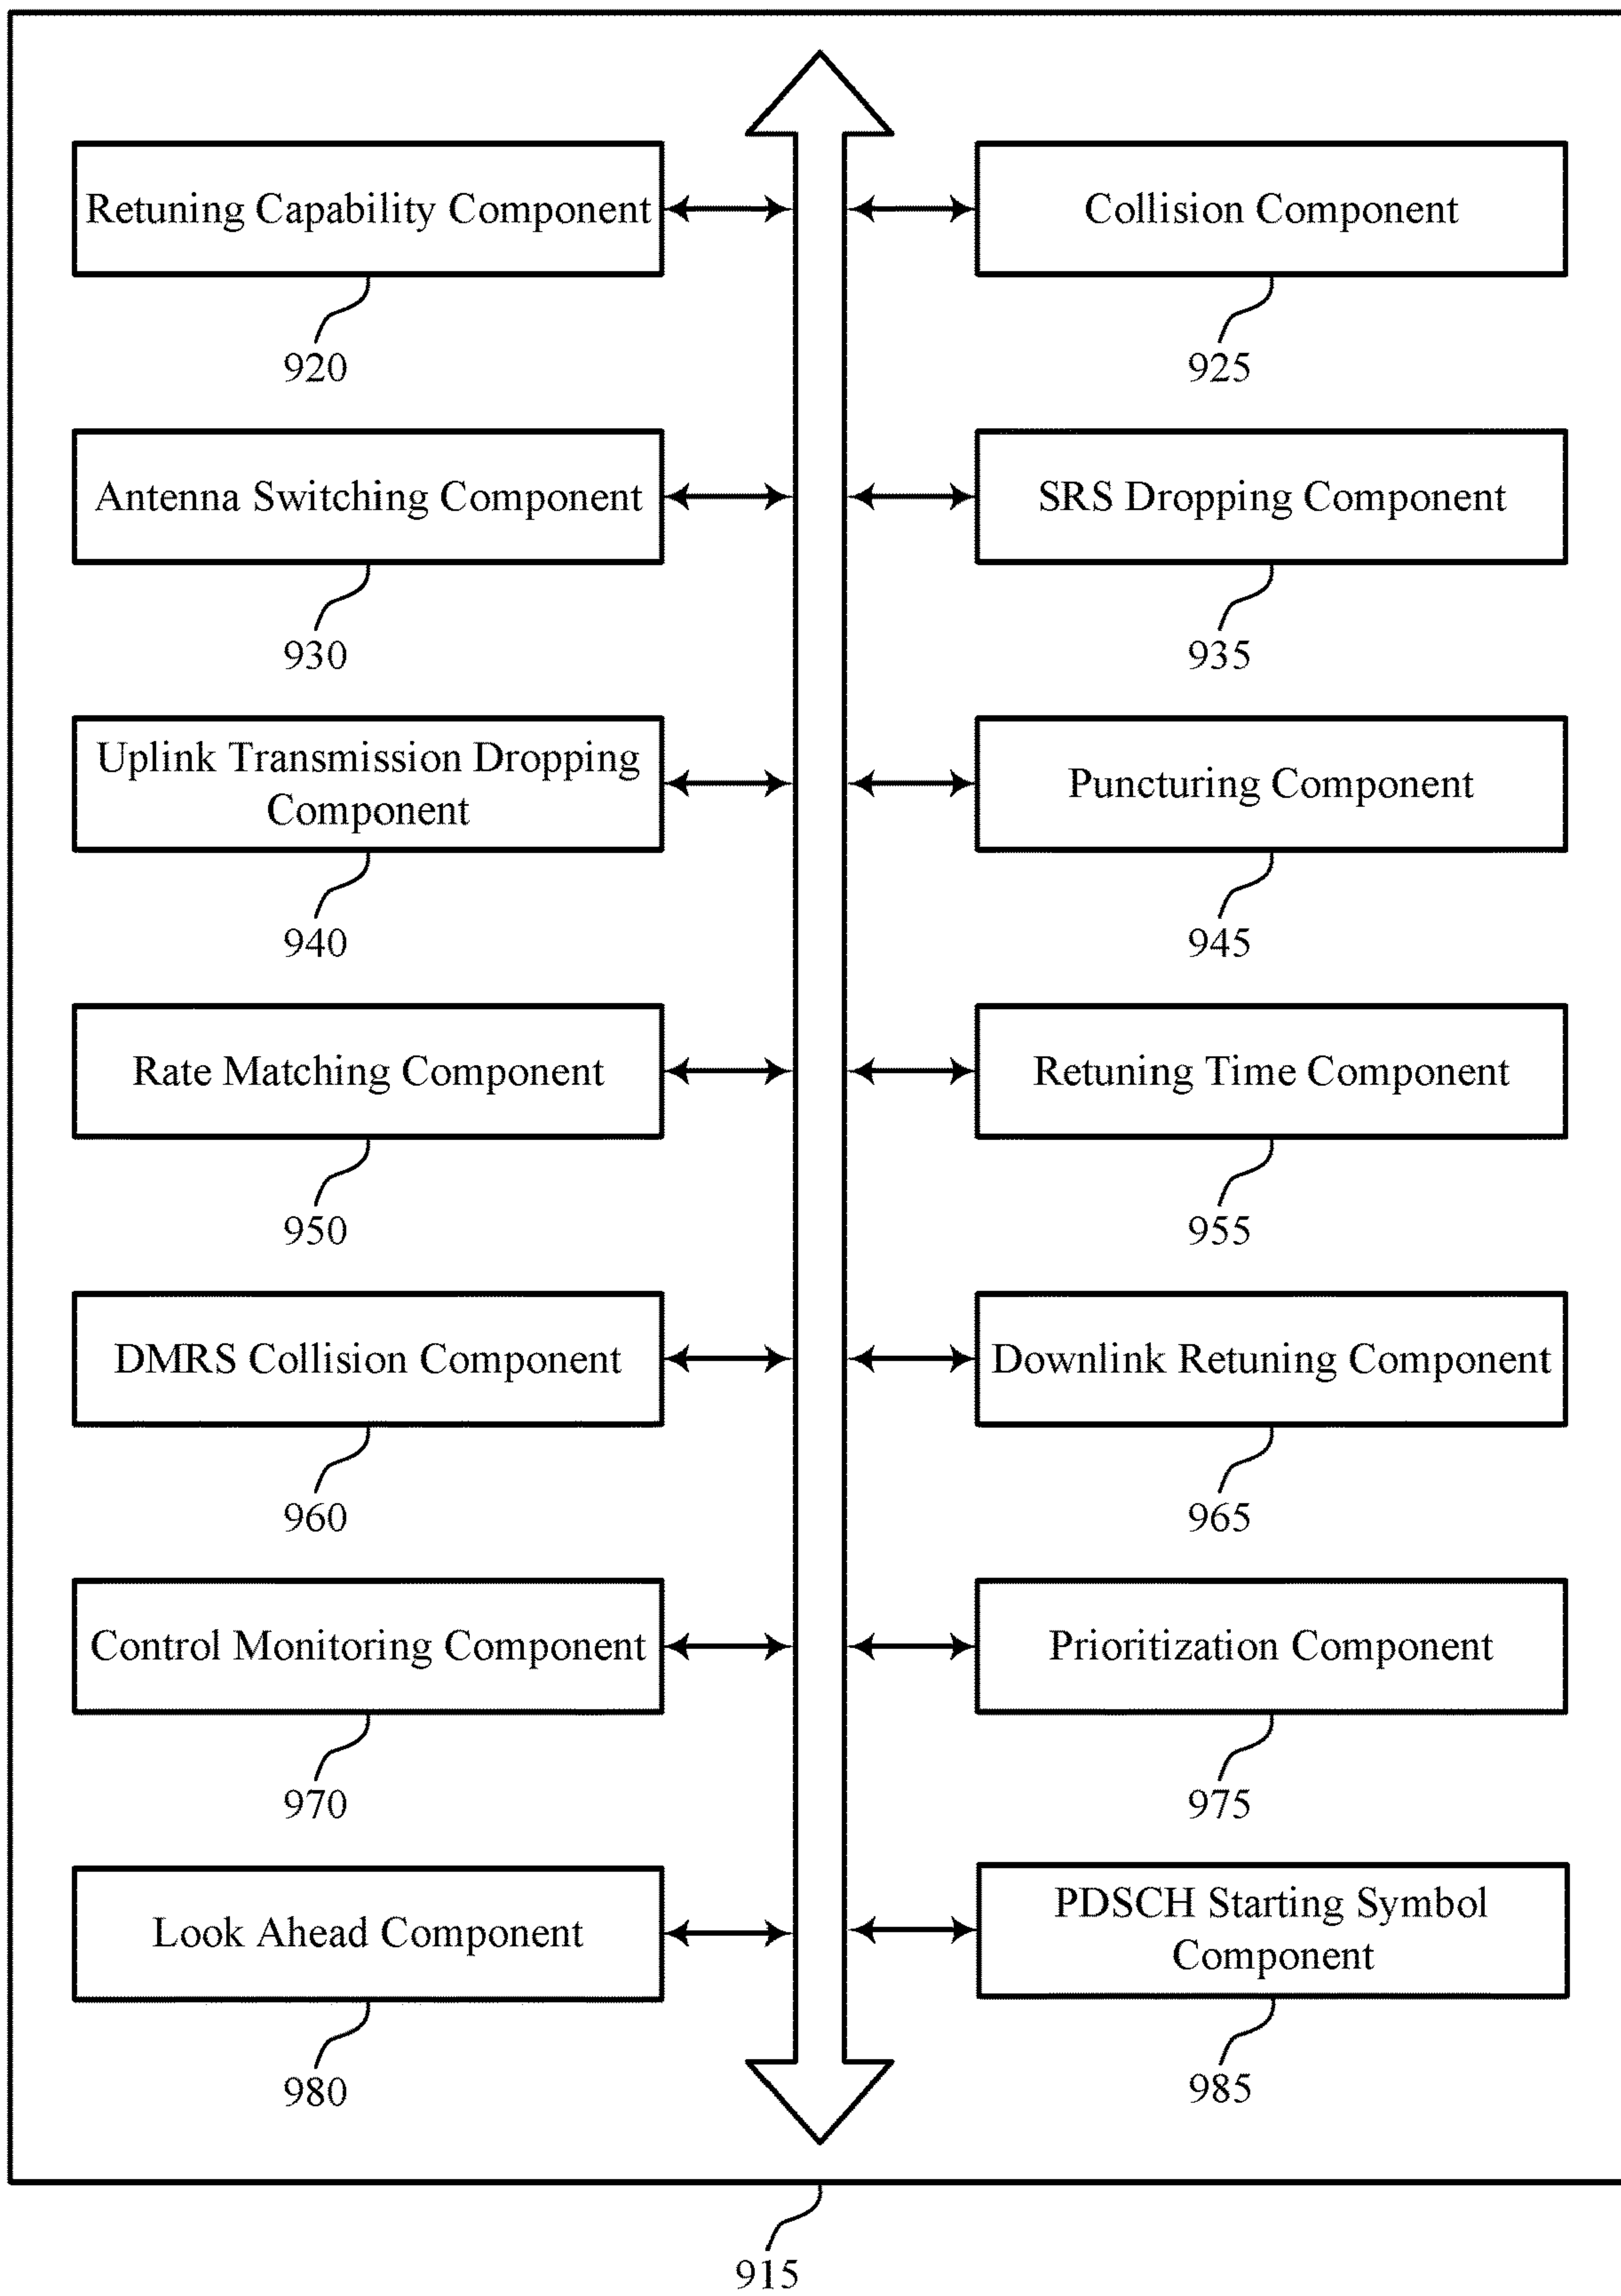 Retuning Capability Component
920
Collision Component
925
Antenna Switching Component
930
SRS Dropping Component
935
Uplink Transmission Dropping
Component
940
Puncturing Component
945
Rate Matching Component
950
Retuning Time Component
955
DMRS Collision Component
960
Downlink Retuning Component
965
Control Monitoring Component
970
Prioritization Component
975
Look Ahead Component
980
PDSCH Starting Symbol
Component
985
915